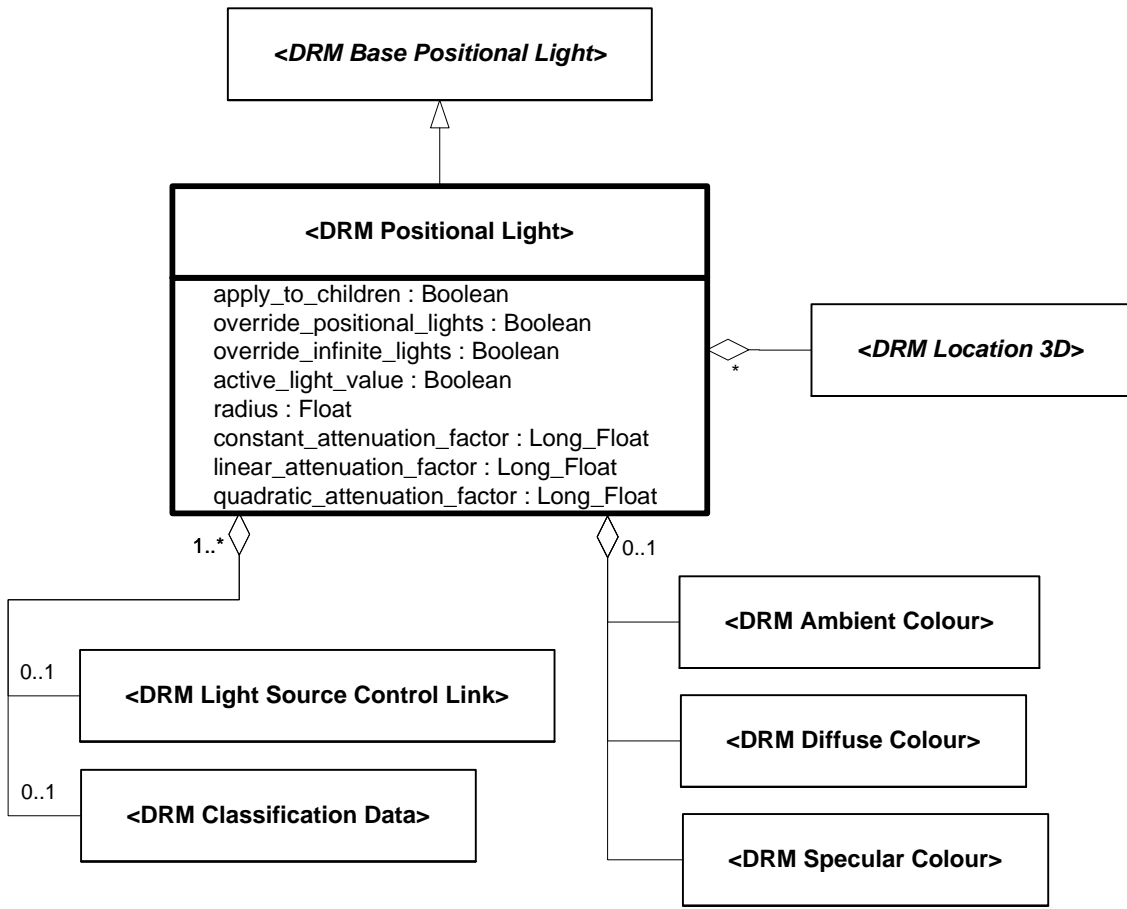 <DRM Base Positional Light>
<DRM Positional Light>
apply_to_children : Boolean
override_positional_lights : Boolean
override_infinite_lights : Boolean
active_light_value : Boolean
radius : Float
constant_attenuation_factor : Long_Float
linear_attenuation_factor : Long_Float
quadratic_attenuation_factor : Long_Float
*
<DRM Location 3D>
1..*
0..1
0..1
<DRM Light Source Control Link>
0..1
<DRM Classification Data>
<DRM Ambient Colour>
<DRM Diffuse Colour>
<DRM Specular Colour>